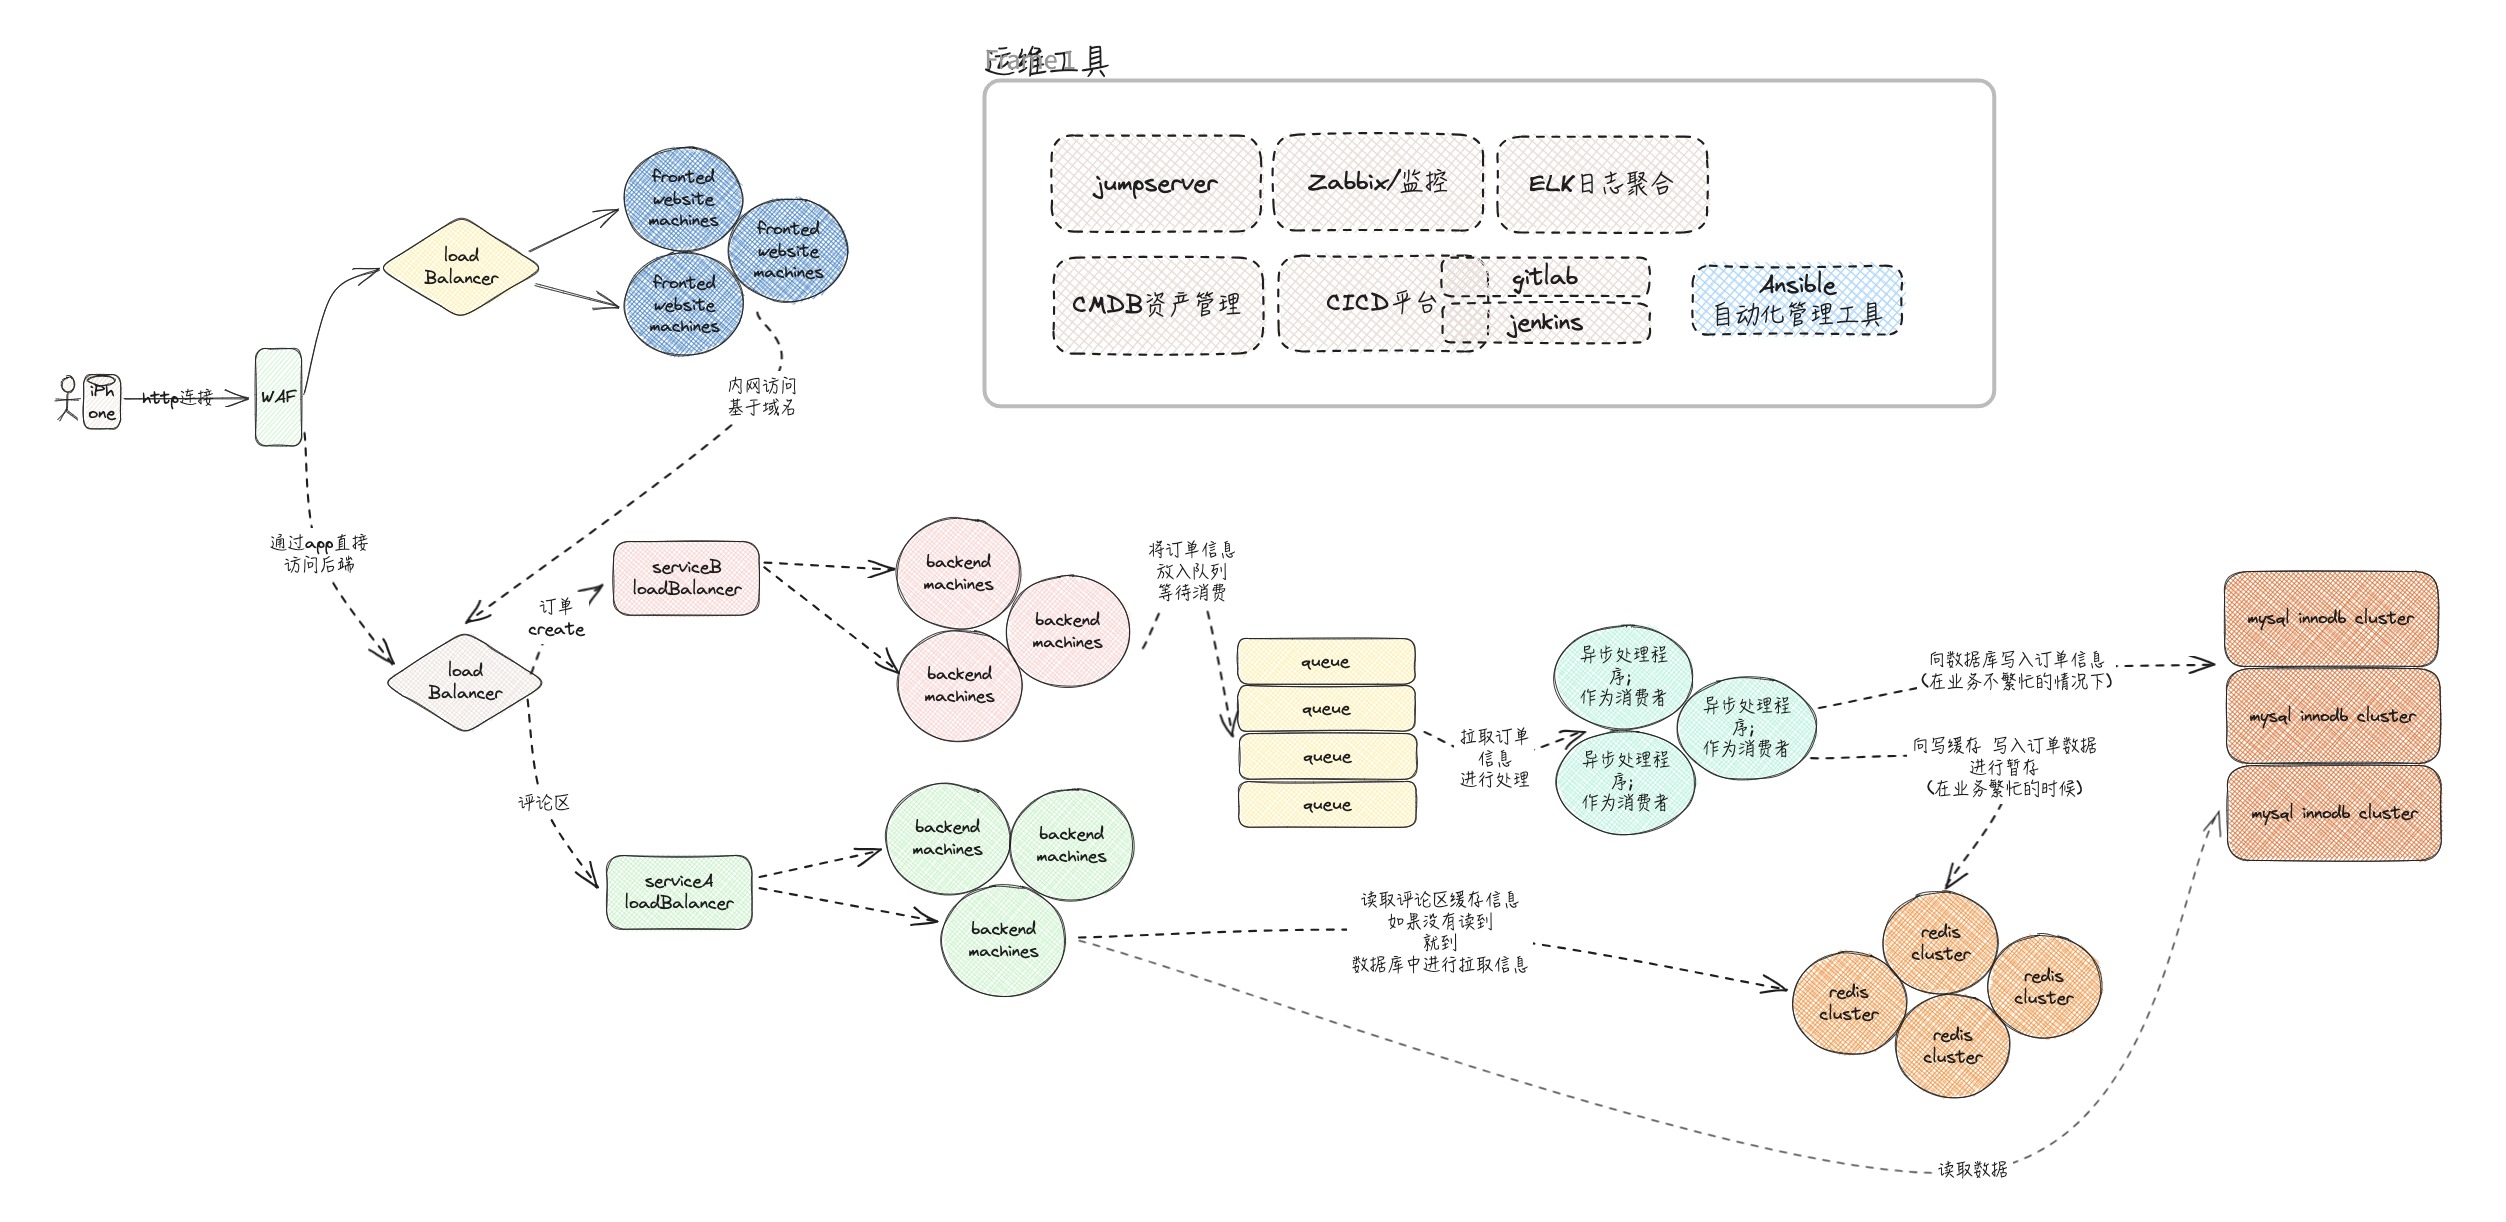 Frame 1
运维工具
jumpserver
Zabbix/监控
ELK日志聚合
CMDB资产管理
CICD平台
gitlab
jenkins
Ansible
自动化管理工具
iPh
one
http连接
WAF
load
Balancer
fronted
website
machines
fronted
website
machines
fronted
website
machines
内网访问
基于域名
通过app直接
访问后端
load
Balancer
订单
create
评论区
serviceB
loadBalancer
backend
machines
backend
machines
backend
machines
serviceA
loadBalancer
backend
machines
backend
machines
backend
machines
将订单信息
放入队列
等待消费
queue
queue
queue
queue
拉取订单
信息
进行处理
异步处理程
序;
作为消费者
异步处理程
序;
作为消费者
异步处理程
序;
作为消费者
向数据库写入订单信息
(在业务不繁忙的情况下)
向写缓存 写入订单数据
进行暂存
(在业务繁忙的时候)
mysql innodb cluster
mysql innodb cluster
mysql innodb cluster
读取评论区缓存信息
如果没有读到
就到
数据库中进行拉取信息
redis
cluster
redis
cluster
redis
cluster
redis
cluster
读取数据